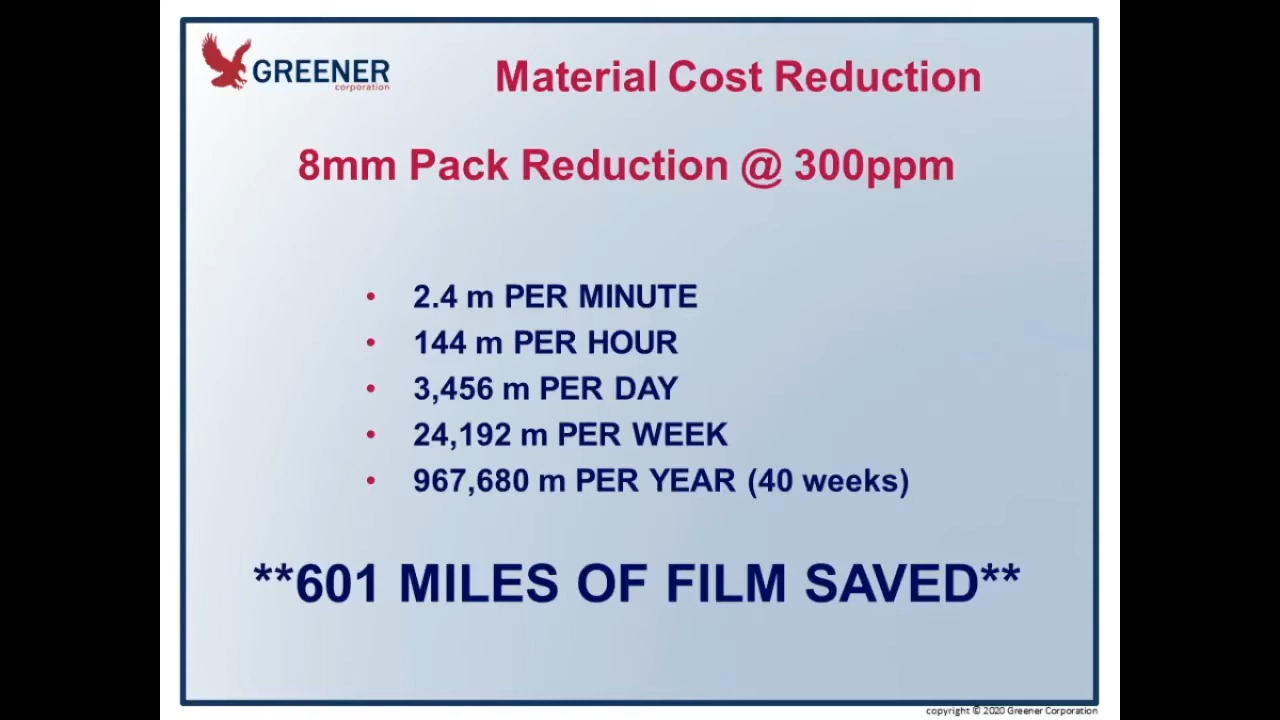 GREENER
corporation
Material Cost Reduction
8mm Pack Reduction @ 300ppm
• 2.4 m PER MINUTE
• 144 m PER HOUR
• 3,456 m PER DAY
• 24,192 m PER WEEK
• 967,680 m PER YEAR (40 weeks)
**601 MILES OF FILM SAVED**
copyright © 2020 Greener Corporation